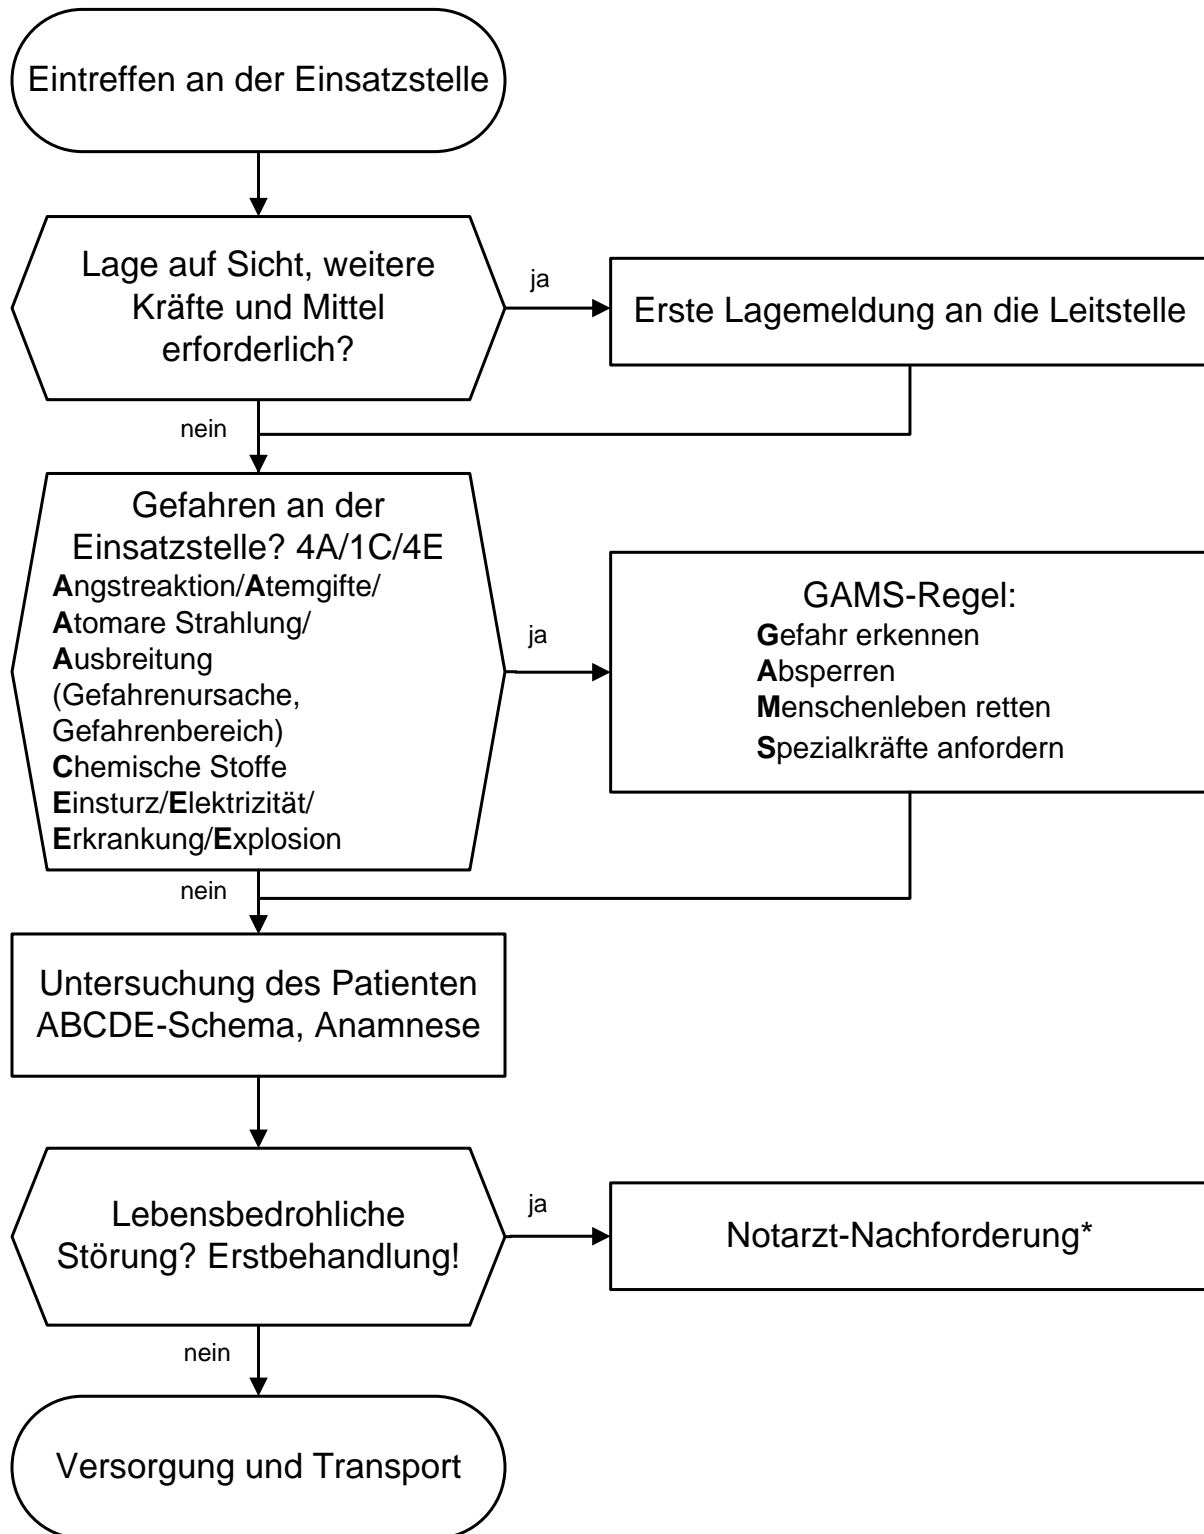 Eintreffen an der Einsatzstelle
Lage auf Sicht, weitere
Kräfte und Mittel
erforderlich?
ja
Erste Lagemeldung an die Leitstelle
nein
Gefahren an der
Einsatzstelle? 4A/1C/4E
Angstreaktion/Atemgifte/
Atomare Strahlung/
Ausbreitung
(Gefahrenursache,
Gefahrenbereich)
Chemische Stoffe
Einsturz/Elektrizität/
Erkrankung/Explosion
ja
GAMS-Regel:
Gefahr erkennen
Absperren
Menschenleben retten
Spezialkräfte anfordern
nein
Untersuchung des Patienten
ABCDE-Schema, Anamnese
Lebensbedrohliche
Störung? Erstbehandlung!
ja
Notarzt-Nachforderung*
nein
Versorgung und Transport